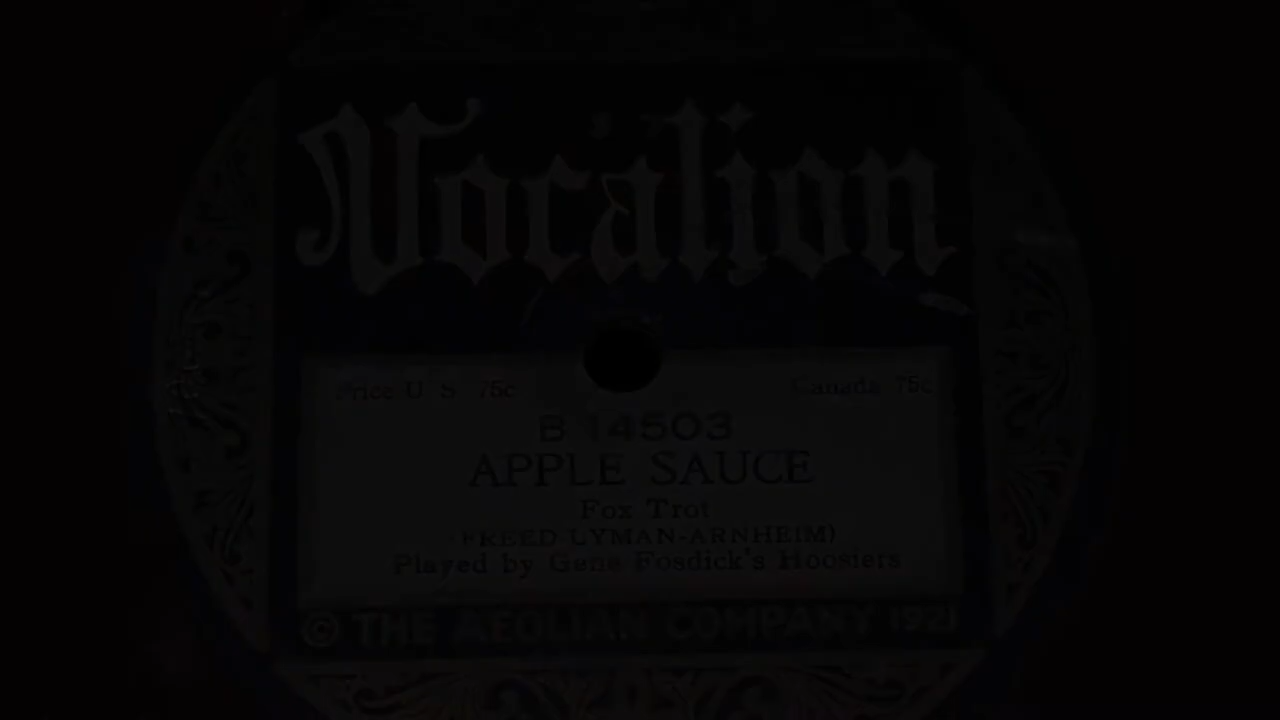 Vocalion
Price U S 75c Canada 75c
B 14503
APPLE SAUCE
Fox Trot
(FREED-LYMAN-ARNHEIM)
Played by Gene Fosdick's Hoosiers
© THE AEOLIAN COMPANY 1921